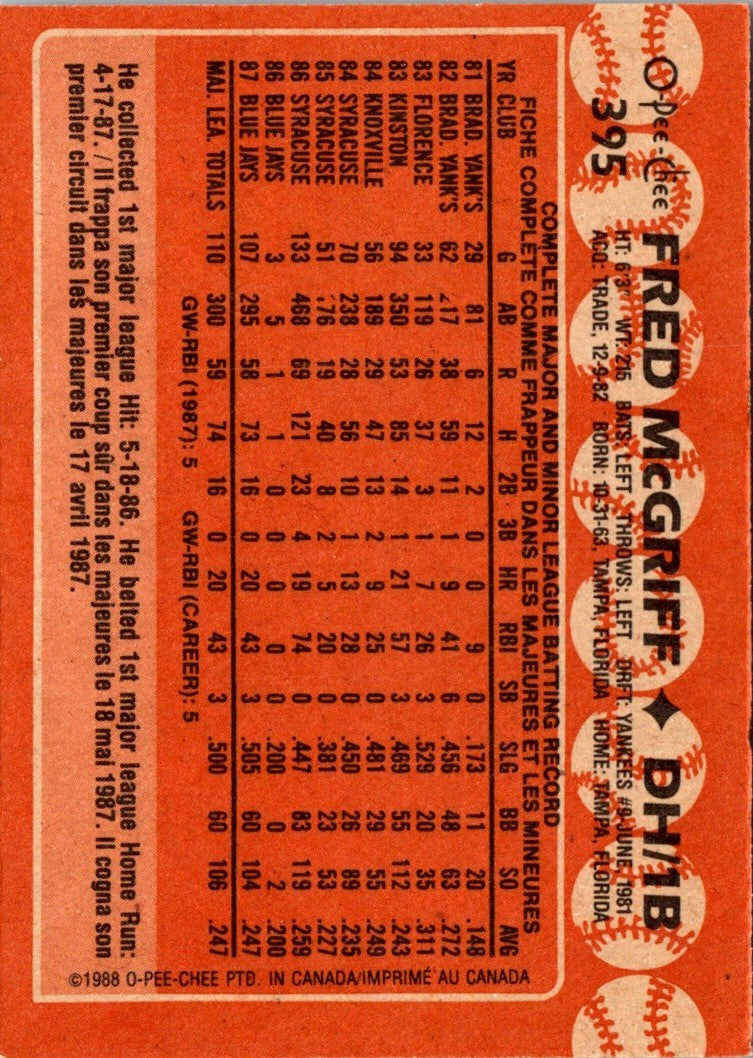 O-Pee-Chee
395
FRED McGRIFF ♦ DH/1B
HT: 6'3" WT: 215 BATS: LEFT THROWS: LEFT DRFT: YANKEES #9-JUNE, 1981
ACQ: TRADE, 12-9-82 BORN: 10-31-63, TAMPA, FLORIDA HOME: TAMPA, FLORIDA
COMPLETE MAJOR AND MINOR LEAGUE BATTING RECORD
FICHE COMPLETE COMME FRAPPEUR DANS LES MAJEURES ET LES MINEURES
YR CLUB G AB R H 2B 3B HR RBI SB SLG BB SO AVG
81 BRAD. YANK'S 29 81 6 12 2 0 0 9 0 .173 11 20 .148
82 BRAD. YANK'S 62 217 38 59 11 1 9 41 6 .456 48 63 .272
83 FLORENCE 33 119 26 37 3 1 7 26 3 .529 20 35 .311
83 KINSTON 94 350 53 85 14 1 21 57 3 .469 55 112 .243
84 KNOXVILLE 56 189 29 47 13 2 9 25 0 .481 29 55 .249
84 SYRACUSE 70 238 28 56 10 1 13 28 0 .450 26 89 .235
85 SYRACUSE 51 176 19 40 8 2 5 20 0 .381 23 53 .227
86 SYRACUSE 133 468 69 121 23 4 19 74 0 .447 83 119 .259
86 BLUE JAYS 3 5 1 1 0 0 0 0 0 .200 0 2 .200
87 BLUE JAYS 107 295 58 73 16 0 20 43 3 .505 60 104 .247
MAJ. LEA. TOTALS 110 300 59 74 16 0 20 43 3 .500 60 106 .247
GW-RBI (1987): 5 GW-RBI (CAREER): 5
He collected 1st major league Hit: 5-18-86. He belted 1st major league Home Run:
4-17-87. / Il frappa son premier coup sûr dans les majeures le 18 mai 1987. Il cogna son
premier circuit dans les majeures le 17 avril 1987.
©1988 O-PEE-CHEE PTD. IN CANADA/IMPRIMÉ AU CANADA